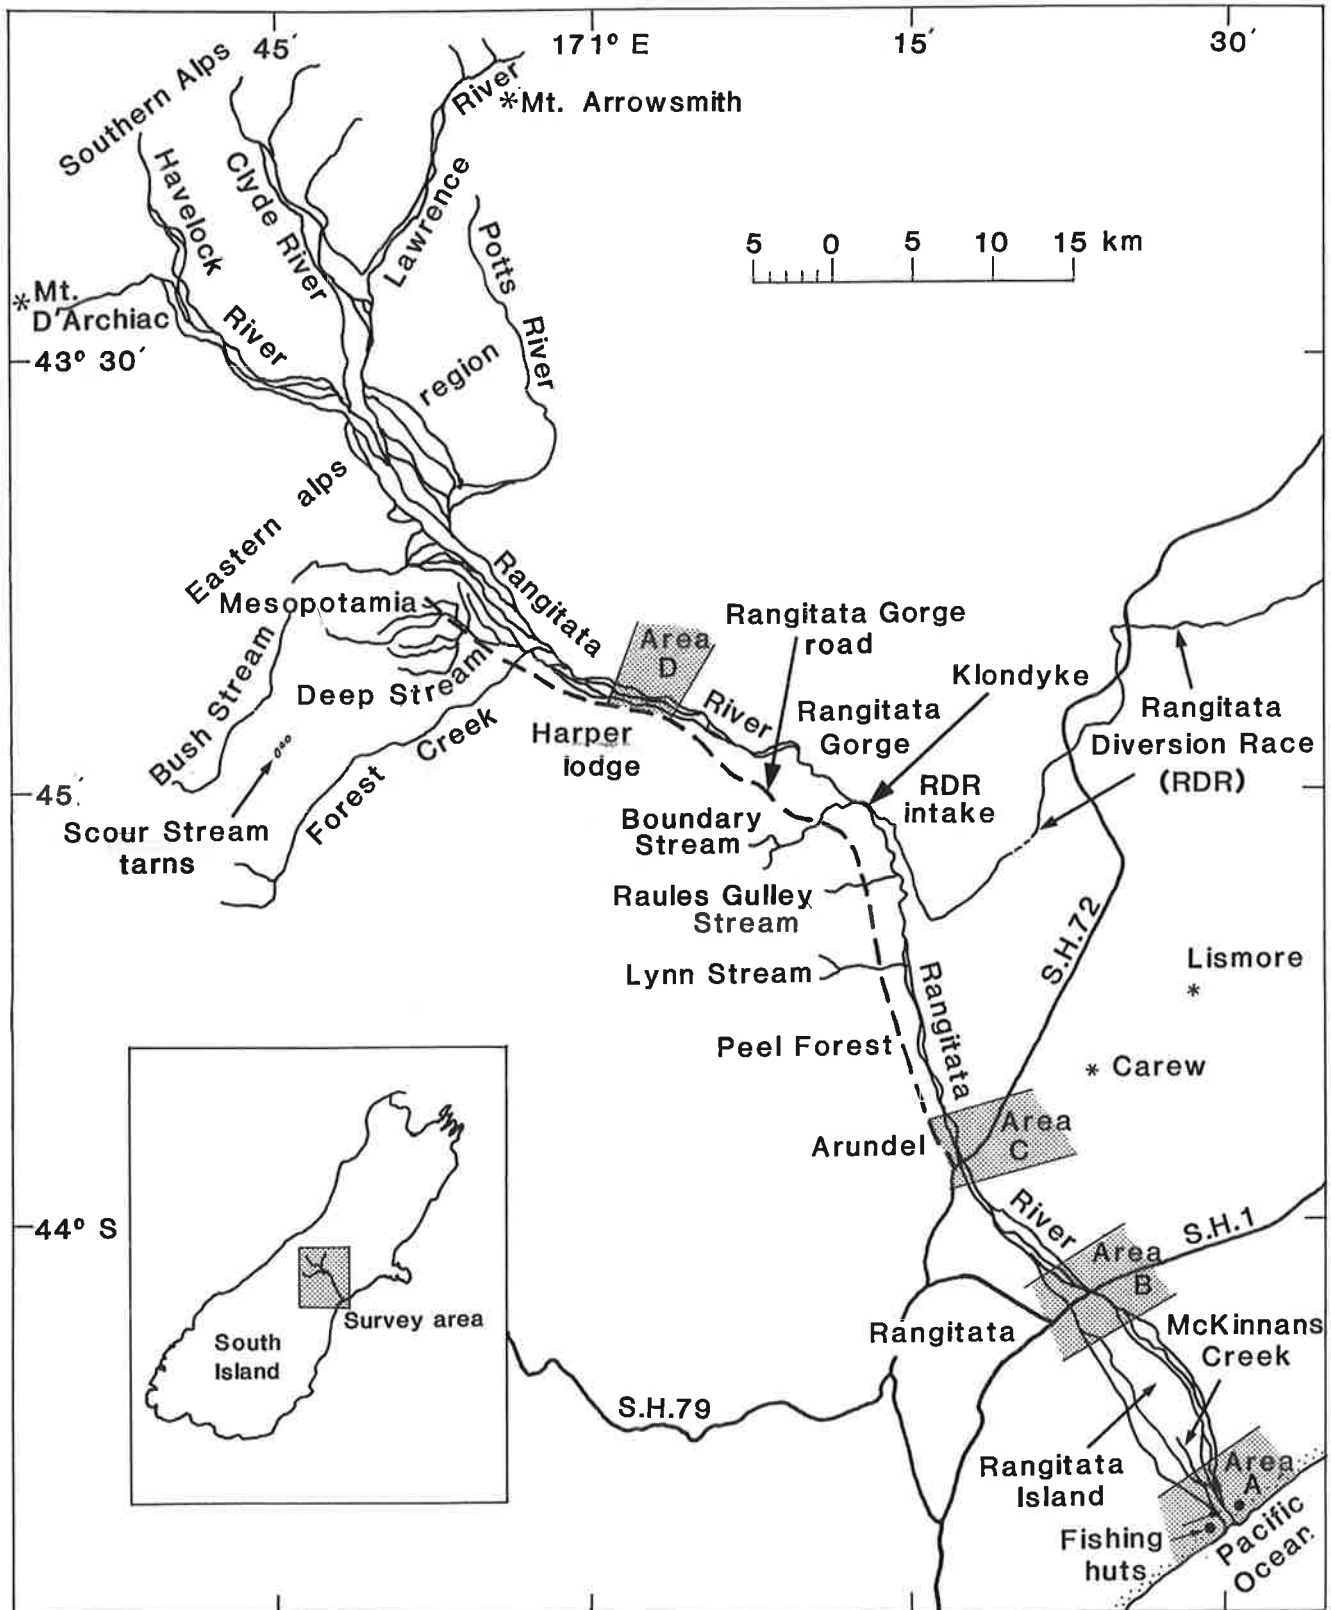 45′
171° E
15′
30′
Southern Alps
River
*Mt. Arrowsmith
Havelock
Clyde River
Lawrence
Potts
River
5 0 5 10 15 km
*Mt.
D'Archiac
River
43° 30′
region
Eastern alps
Mesopotamia
Rangitata
Area
D
Rangitata Gorge
road
Klondyke
Bush Stream
Deep Stream
River
Rangitata
Gorge
Rangitata
Diversion Race
(RDR)
Harper
lodge
Forest Creek
RDR
intake
45′
Scour Stream
tarns
Boundary
Stream
Raules Gulley
Stream
S.H.72
Lismore
*
Lynn Stream
Rangitata
Peel Forest
* Carew
Arundel
Area
C
River
44° S
S.H.1
Area
B
South
Island
Survey area
Rangitata
McKinnans
Creek
S.H.79
Rangitata
Island
Area
A
Fishing
huts
Pacific
Ocean